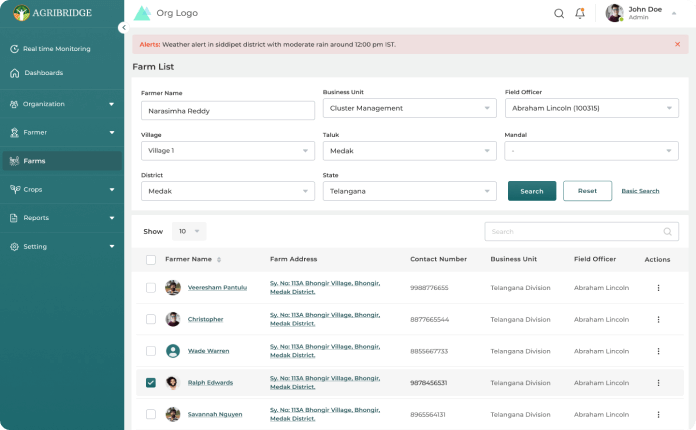 AGRIBRIDGE
Org Logo
John Doe
Admin
Real time Monitoring
Dashboards
Organization
Farmer
Farms
Crops
Reports
Setting
Alerts: Weather alert in siddipet district with moderate rain around 12:00 pm IST.
Farm List
Farmer Name
Business Unit
Field Officer
Narasimha Reddy
Cluster Management
Abraham Lincoln (100315)
Village
Taluk
Mandal
Village 1
Medak
-
District
State
Medak
Telangana
Search
Reset
Basic Search
Show
10
Search
Farmer Name
Farm Address
Contact Number
Business Unit
Field Officer
Actions
Veeresham Pantulu
Sy. No: 113A Bhongir Village, Bhongir,
Medak District.
9988776655
Telangana Division
Abraham Lincoln
Christopher
Sy. No: 113A Bhongir Village, Bhongir,
Medak District.
8877665544
Telangana Division
Abraham Lincoln
Wade Warren
Sy. No: 113A Bhongir Village, Bhongir,
Medak District.
8855667733
Telangana Division
Abraham Lincoln
Ralph Edwards
Sy. No: 113A Bhongir Village, Bhongir,
Medak District.
9878456531
Telangana Division
Abraham Lincoln
Savannah Nguyen
Sy. No: 113A Bhongir Village, Bhongir,
Medak District.
8965564131
Telangana Division
Abraham Lincoln